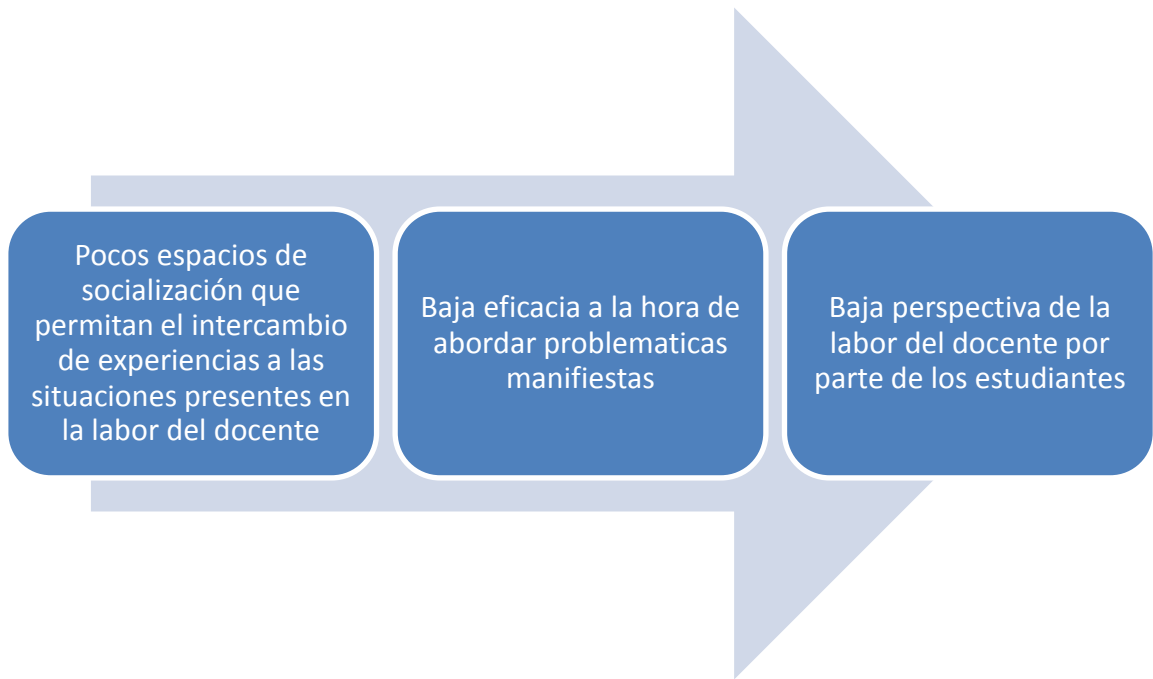 Pocos espacios de
socialización que
permitan el intercambio
de experiencias a las
situaciones presentes en
la labor del docente
Baja eficacia a la hora de
abordar problematicas
manifiestas
Baja perspectiva de la
labor del docente por
parte de los estudiantes